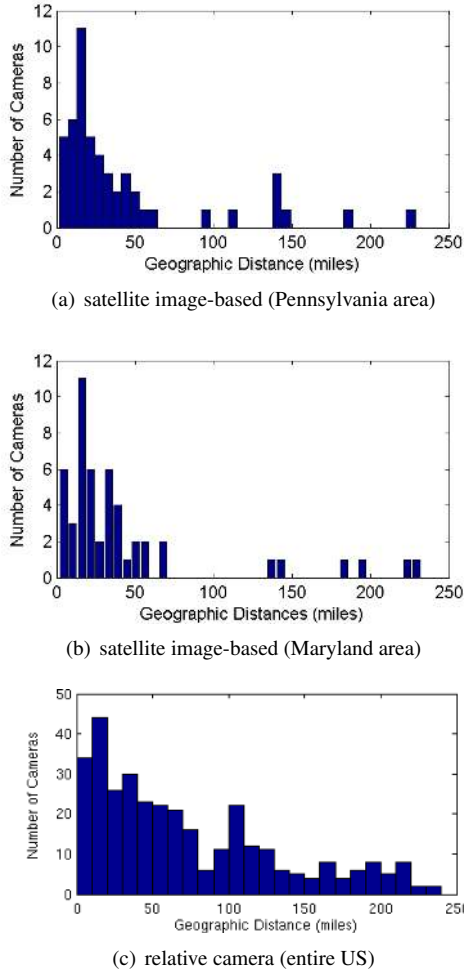 12
10
8
6
4
2
0
Number of Cameras
0 50 100 150 200 250
Geographic Distance (miles)
(a) satellite image-based (Pennsylvania area)
12
10
8
6
4
2
0
Number of Cameras
0 50 100 150 200 250
Geographic Distances (miles)
(b) satellite image-based (Maryland area)
50
40
30
20
10
0
Number of Cameras
0 50 100 150 200 250
Geographic Distance (miles)
(c) relative camera (entire US)